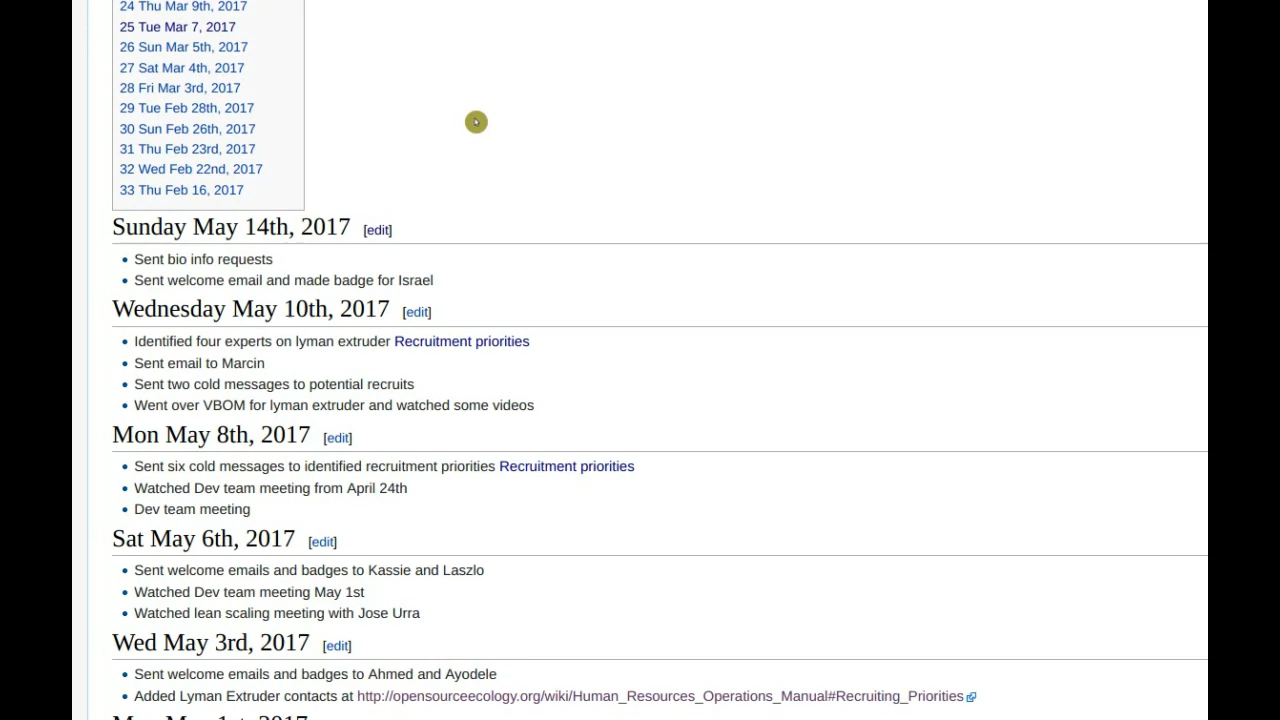 24 Thu Mar 9th, 2017
25 Tue Mar 7, 2017
26 Sun Mar 5th, 2017
27 Sat Mar 4th, 2017
28 Fri Mar 3rd, 2017
29 Tue Feb 28th, 2017
30 Sun Feb 26th, 2017
31 Thu Feb 23rd, 2017
32 Wed Feb 22nd, 2017
33 Thu Feb 16, 2017
Sunday May 14th, 2017 [edit]
Sent bio info requests
Sent welcome email and made badge for Israel
Wednesday May 10th, 2017 [edit]
Identified four experts on lyman extruder Recruitment priorities
Sent email to Marcin
Sent two cold messages to potential recruits
Went over VBOM for lyman extruder and watched some videos
Mon May 8th, 2017 [edit]
Sent six cold messages to identified recruitment priorities Recruitment priorities
Watched Dev team meeting from April 24th
Dev team meeting
Sat May 6th, 2017 [edit]
Sent welcome emails and badges to Kassie and Laszlo
Watched Dev team meeting May 1st
Watched lean scaling meeting with Jose Urra
Wed May 3rd, 2017 [edit]
Sent welcome emails and badges to Ahmed and Ayodele
Added Lyman Extruder contacts at http://opensourceecology.org/wiki/Human_Resources_Operations_Manual#Recruiting_Priorities
Mon May 1st, 2017